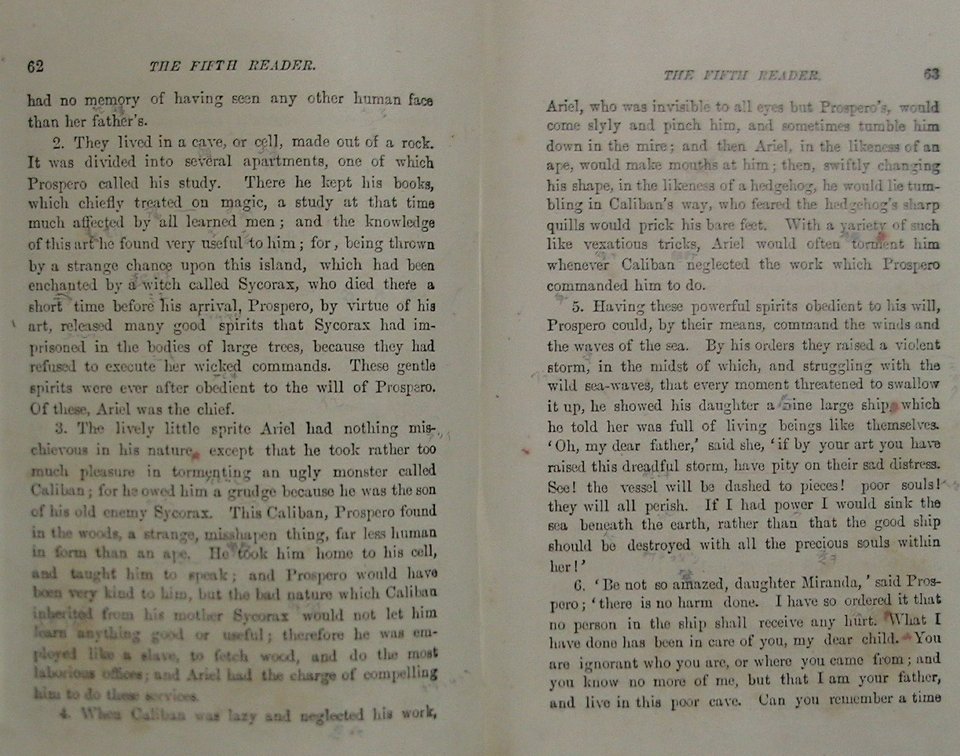 62
THE FIFTH READER.
had no memory of having seen any other human face
than her father's.
2. They lived in a cave, or cell, made out of a rock.
It was divided into several apartments, one of which
Prospero called his study. There he kept his books,
which chiefly treated on magic, a study at that time
much affected by all learned men; and the knowledge
of this art he found very useful to him; for, being thrown
by a strange chance upon this island, which had been
enchanted by a witch called Sycorax, who died there a
short time before his arrival, Prospero, by virtue of his
art, released many good spirits that Sycorax had im-
prisoned in the bodies of large trees, because they had
refused to execute her wicked commands. These gentle
spirits were ever after obedient to the will of Prospero.
Of these, Ariel was the chief.
3. The lively little sprite Ariel had nothing mis-
chievous in his nature, except that he took rather too
much pleasure in tormenting an ugly monster called
Caliban; for he owed him a grudge because he was the son
of his old enemy Sycorax. This Caliban, Prospero found
in the woods, a strange, misshapen thing, far less human
in form than an ape. He took him home to his cell,
and taught him to speak; and Prospero would have
been very kind to him, but the bad nature which Caliban
inherited from his mother Sycorax would not let him
learn anything good or useful; therefore he was em-
ployed like a slave, to fetch wood, and do the most
laborious offices; and Ariel had the charge of compelling
him to do these services.
4. When Caliban was lazy and neglected his work,
THE FIFTH READER.
63
Ariel, who was invisible to all eyes but Prospero's, would
come slyly and pinch him, and sometimes tumble him
down in the mire; and then Ariel, in the likeness of an
ape, would make mouths at him; then, swiftly changing
his shape, in the likeness of a hedgehog, he would lie tum-
bling in Caliban's way, who feared the hedgehog's sharp
quills would prick his bare feet. With a variety of such
like vexatious tricks, Ariel would often torment him
whenever Caliban neglected the work which Prospero
commanded him to do.
5. Having these powerful spirits obedient to his will,
Prospero could, by their means, command the winds and
the waves of the sea. By his orders they raised a violent
storm, in the midst of which, and struggling with the
wild sea-waves, that every moment threatened to swallow
it up, he showed his daughter a fine large ship, which
he told her was full of living beings like themselves.
'Oh, my dear father,' said she, 'if by your art you have
raised this dreadful storm, have pity on their sad distress.
See! the vessel will be dashed to pieces! poor souls!
they will all perish. If I had power I would sink the
sea beneath the earth, rather than that the good ship
should be destroyed with all the precious souls within
her!'
6. 'Be not so amazed, daughter Miranda,' said Pros-
pero; 'there is no harm done. I have so ordered it that
no person in the ship shall receive any hurt. What I
have done has been in care of you, my dear child. You
are ignorant who you are, or where you came from; and
you know no more of me, but that I am your father,
and live in this poor cave. Can you remember a time